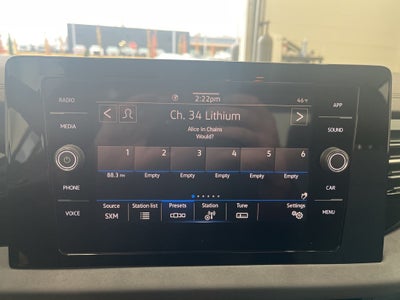 2:22pm
46°F
RADIO
APP
Ch. 34 Lithium
MEDIA
SOUND
Alice in Chains
Would?
1 2 3 4 5 6
88.3 FM Empty Empty Empty Empty Empty
PHONE
CAR
Source Station list Presets Station Tune Settings
SXM
VOICE
MENU